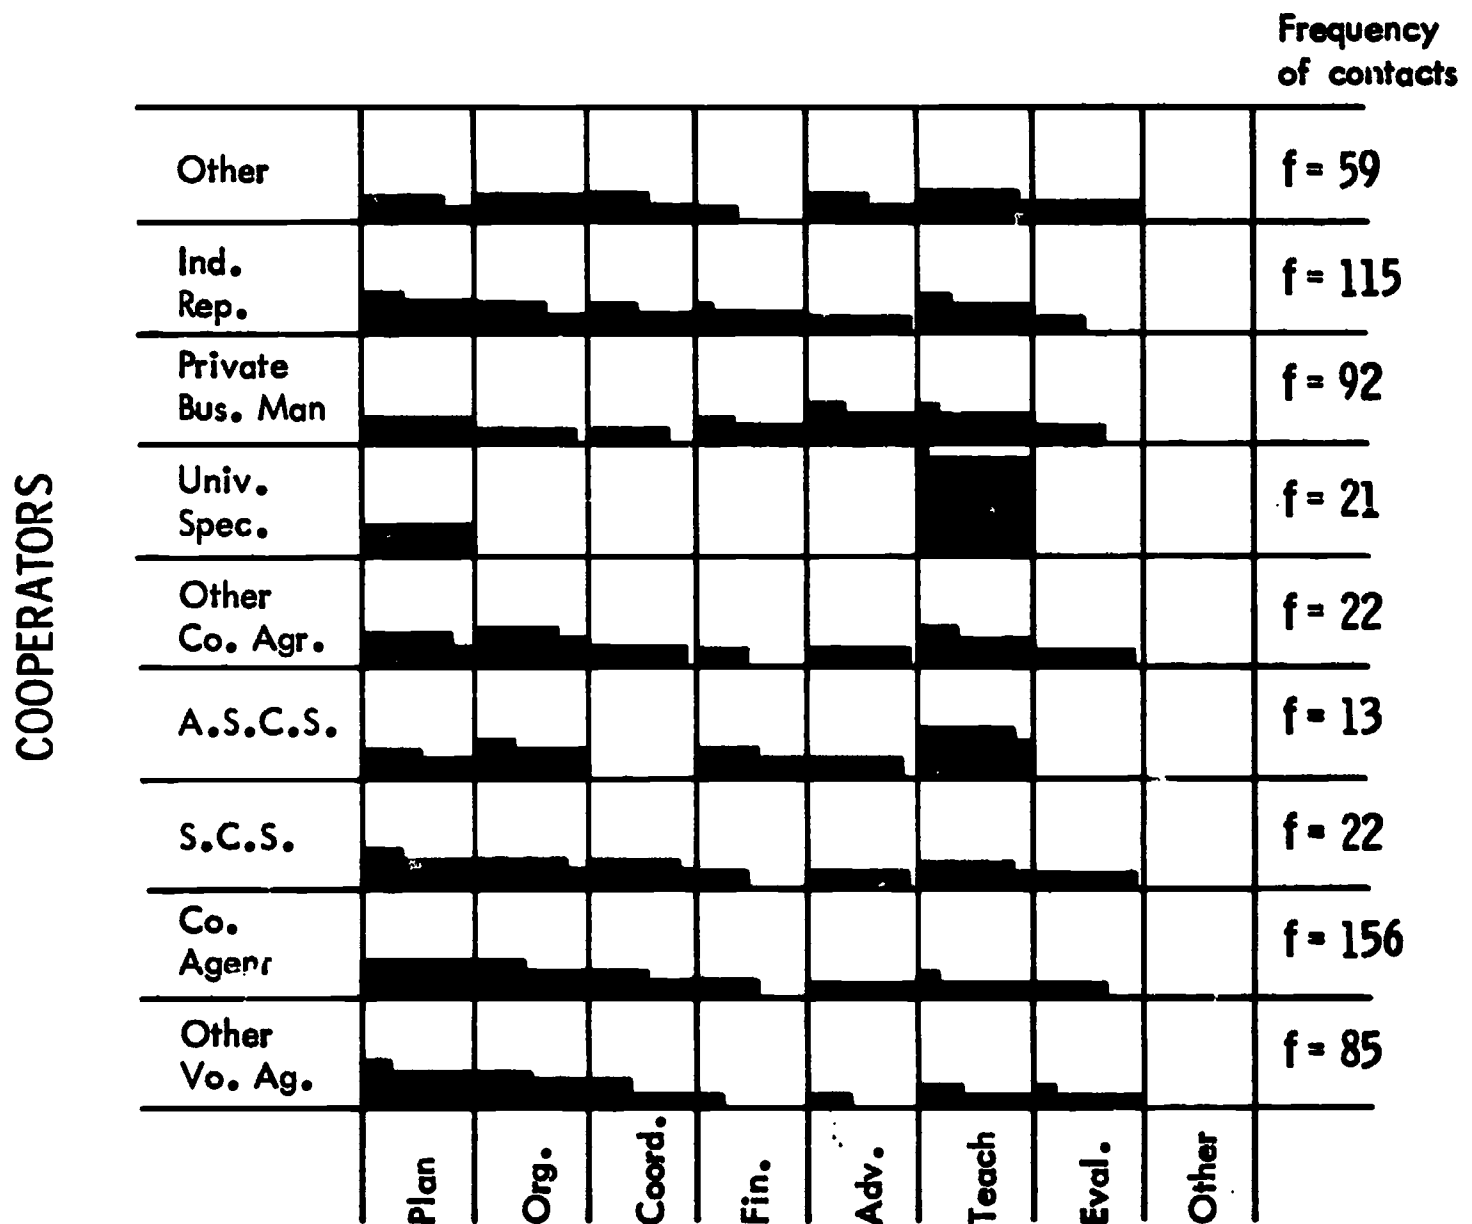 Frequency
of contacts
Other
f = 59
Ind.
Rep.
f = 115
Private
Bus. Man
f = 92
Univ.
Spec.
f = 21
Other
Co. Agr.
f = 22
A.S.C.S.
f = 13
S.C.S.
f = 22
Co.
Agent
f = 156
Other
Vo. Ag.
f = 85
COOPERATORS
Plan
Org.
Coord.
Fin.
Adv.
Teach
Eval.
Other